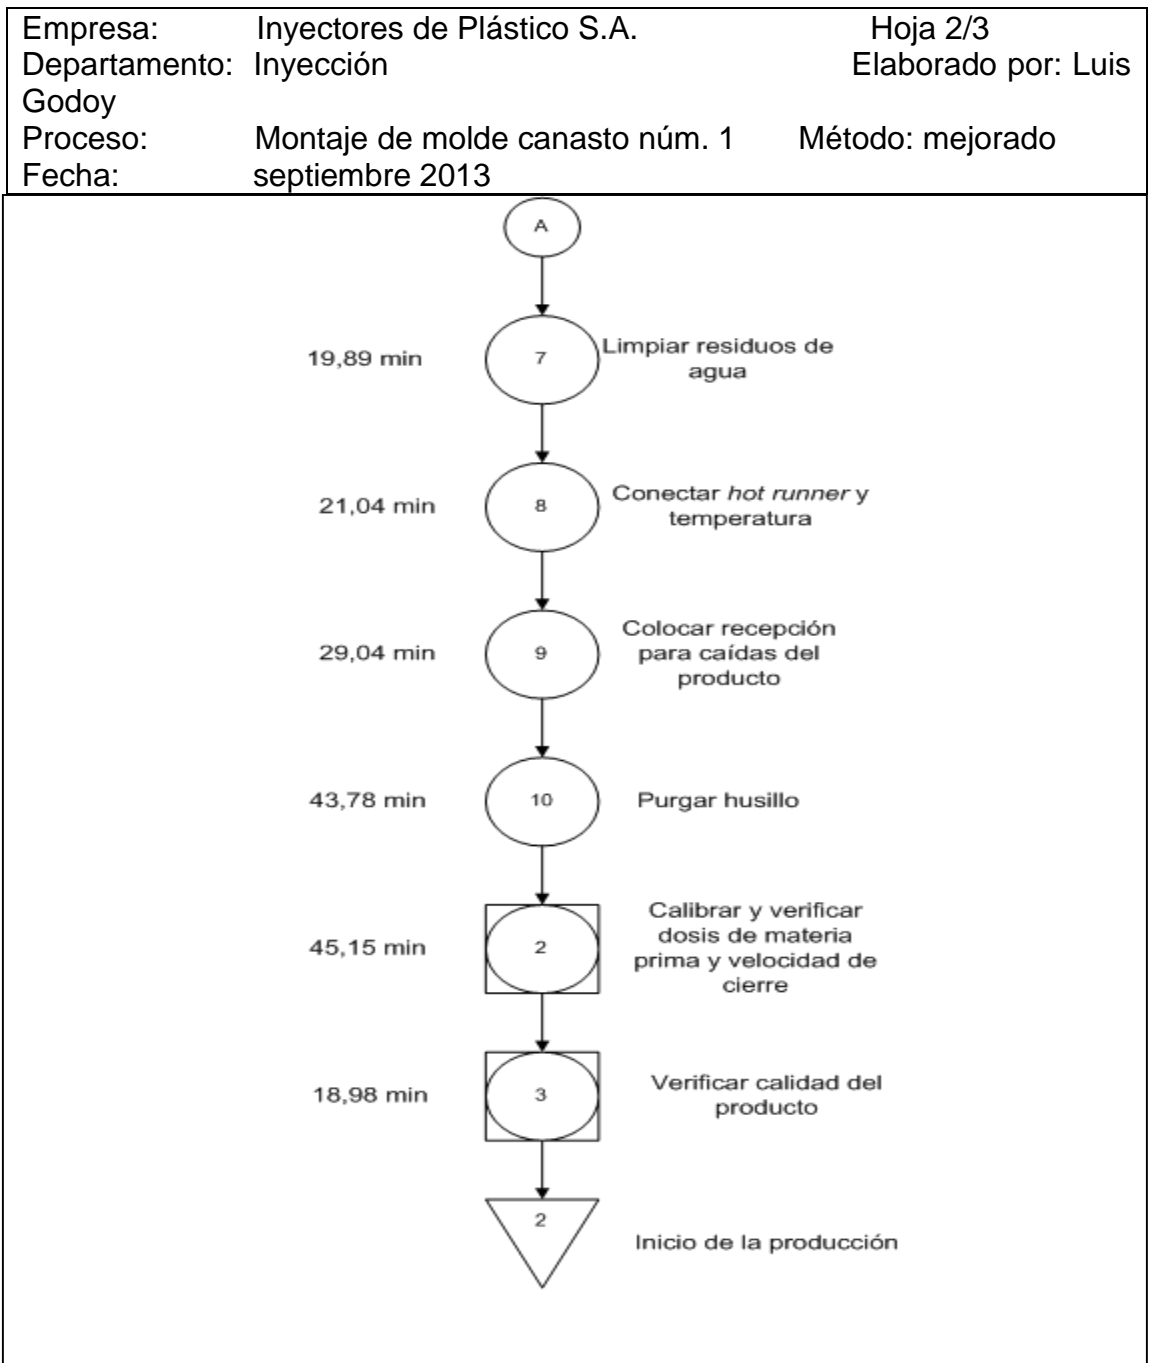 Empresa: Inyectores de Plástico S.A. Hoja 2/3
Departamento: Inyección Elaborado por: Luis
Godoy
Proceso: Montaje de molde canasto núm. 1 Método: mejorado
Fecha: septiembre 2013
A
19,89 min 7 Limpiar residuos de
agua
21,04 min 8 Conectar hot runner y
temperatura
29,04 min 9 Colocar recepción
para caídas del
producto
43,78 min 10 Purgar husillo
45,15 min 2 Calibrar y verificar
dosis de materia
prima y velocidad de
cierre
18,98 min 3 Verificar calidad del
producto
2 Inicio de la producción